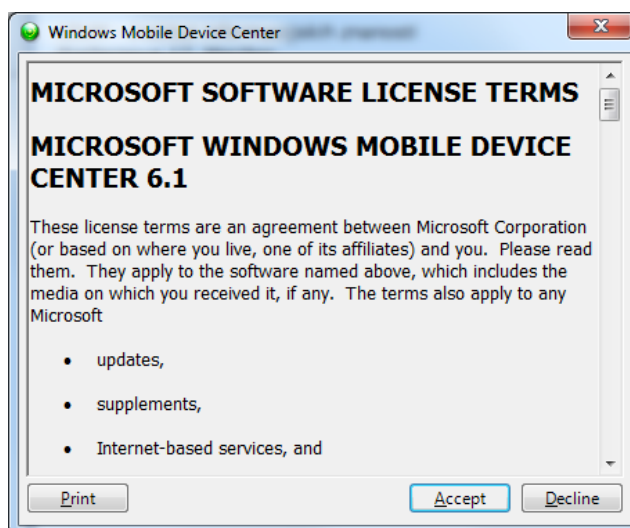 Windows Mobile Device Center
MICROSOFT SOFTWARE LICENSE TERMS
MICROSOFT WINDOWS MOBILE DEVICE
CENTER 6.1
These license terms are an agreement between Microsoft Corporation
(or based on where you live, one of its affiliates) and you.  Please read
them.  They apply to the software named above, which includes the
media on which you received it, if any.  The terms also apply to any
Microsoft
• updates,
• supplements,
• Internet-based services, and
Print Accept Decline